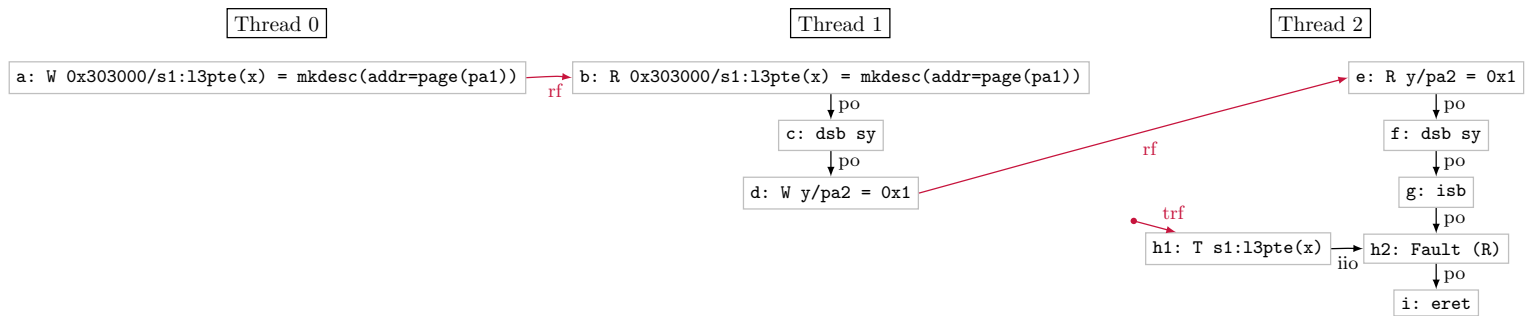 Thread 0
Thread 1
Thread 2
a: W 0x303000/s1:l3pte(x) = mkdesc(addr=page(pa1))
rf
b: R 0x303000/s1:l3pte(x) = mkdesc(addr=page(pa1))
po
c: dsb sy
po
d: W y/pa2 = 0x1
rf
e: R y/pa2 = 0x1
po
f: dsb sy
po
g: isb
po
trf
h1: T s1:l3pte(x)
iio
h2: Fault (R)
po
i: eret